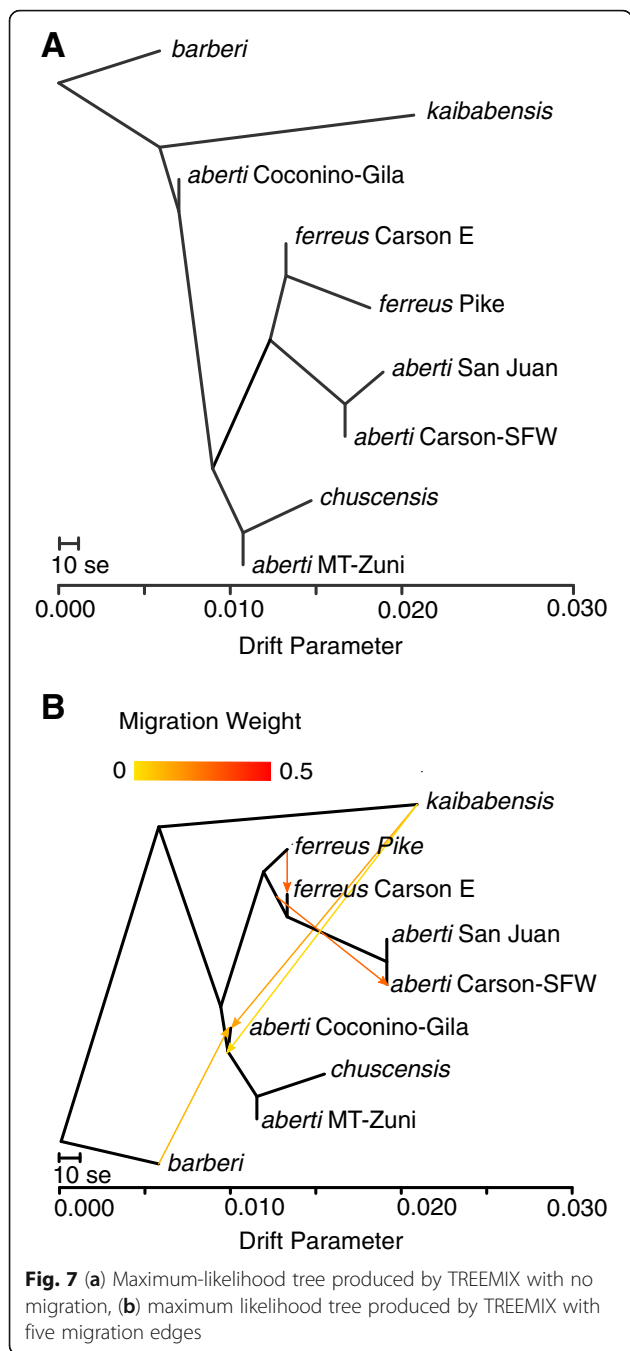 A
barberi
kaibabensis
aberti Coconino-Gila
ferreus Carson E
ferreus Pike
aberti San Juan
aberti Carson-SFW
chuscensis
aberti MT-Zuni
10 se
0.000 0.010 0.020 0.030
Drift Parameter
B
Migration Weight
0 0.5
kaibabensis
ferreus Pike
ferreus Carson E
aberti San Juan
aberti Carson-SFW
aberti Coconino-Gila
chuscensis
aberti MT-Zuni
barberi
10 se
0.000 0.010 0.020 0.030
Drift Parameter
Fig. 7 (a) Maximum-likelihood tree produced by TREEMIX with no
migration, (b) maximum likelihood tree produced by TREEMIX with
five migration edges